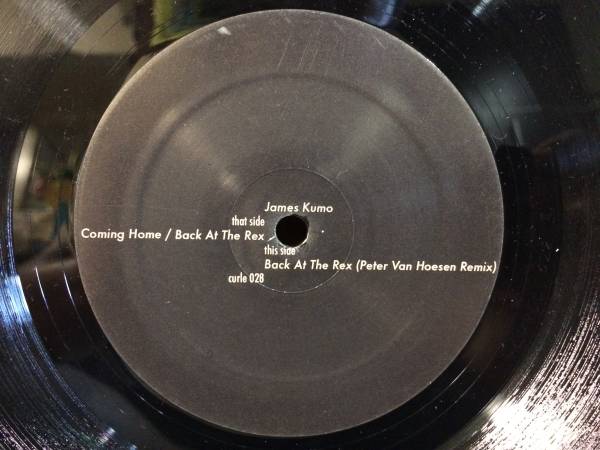 James Kumo
that side
Coming Home / Back At The Rex
this side
Back At The Rex (Peter Van Hoesen Remix)
curle 028